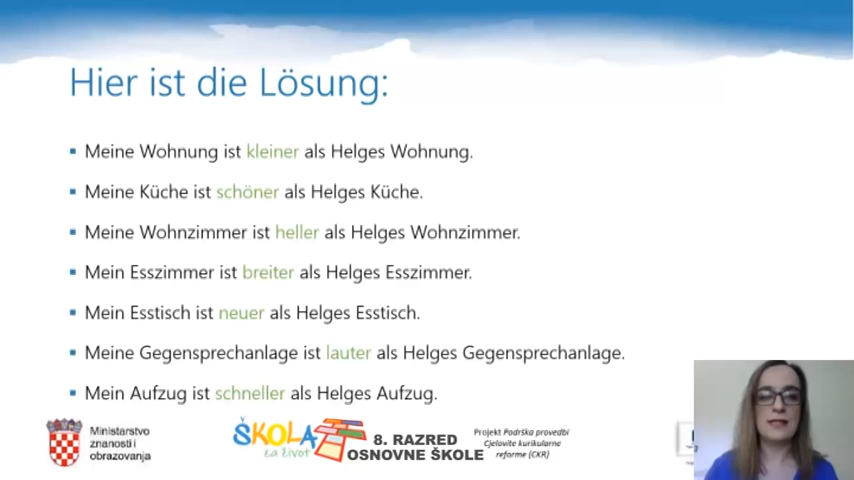 Hier ist die Lösung:
Meine Wohnung ist kleiner als Helges Wohnung.
Meine Küche ist schöner als Helges Küche.
Meine Wohnzimmer ist heller als Helges Wohnzimmer.
Mein Esszimmer ist breiter als Helges Esszimmer.
Mein Esstisch ist neuer als Helges Esstisch.
Meine Gegensprechanlage ist lauter als Helges Gegensprechanlage.
Mein Aufzug ist schneller als Helges Aufzug.
Ministarstvo
znanosti i
obrazovanja
ŠKOLA
za život
8. RAZRED
OSNOVNE ŠKOLE
Projekt Podrška provedbi
Cjelovite kurikularne
reforme (CKR)